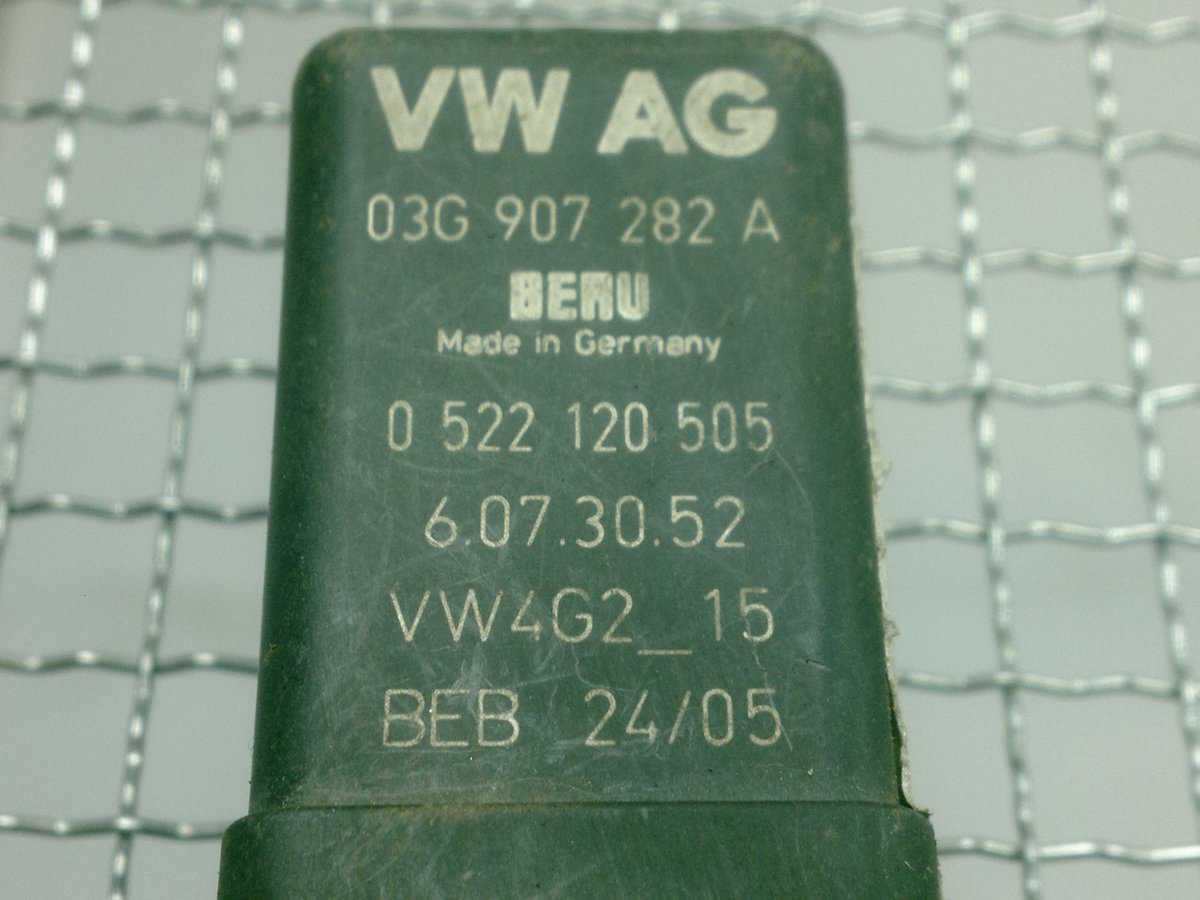 VW AG
03G 907 282 A
BERU
Made in Germany
0 522 120 505
6.07.30.52
VW4G2_15
BEB 24/05